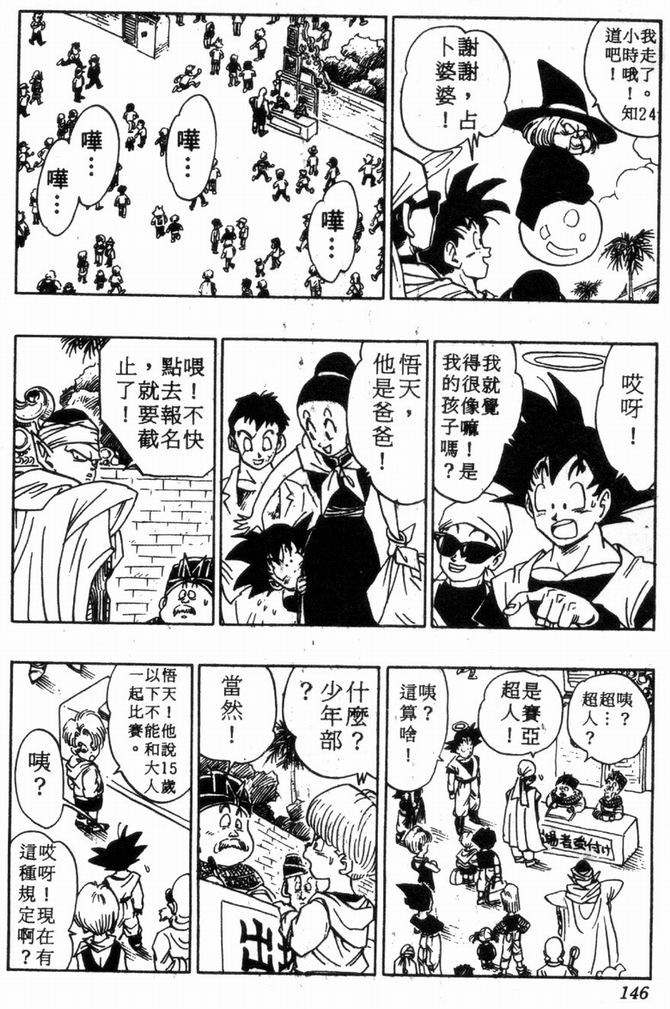 我走了。
24小時哦！知
道吧！
謝謝，占
卜婆婆！
嘩…
嘩…
嘩…
嘩…
哎呀！
我就覺
得很像嘛！是
我的孩子嗎？
悟天，
他是爸爸！
喂！不快
點去報名
，就要截
止了！
咦？
超…
超人？
是賽亞
超人！
咦？
這算啥！
場者受付け
什麼？
少年部
？
當然！
悟天！他說15歲
以下不能和大人
一起比賽。
咦？
哎呀！現在有
這種規定啊？
146